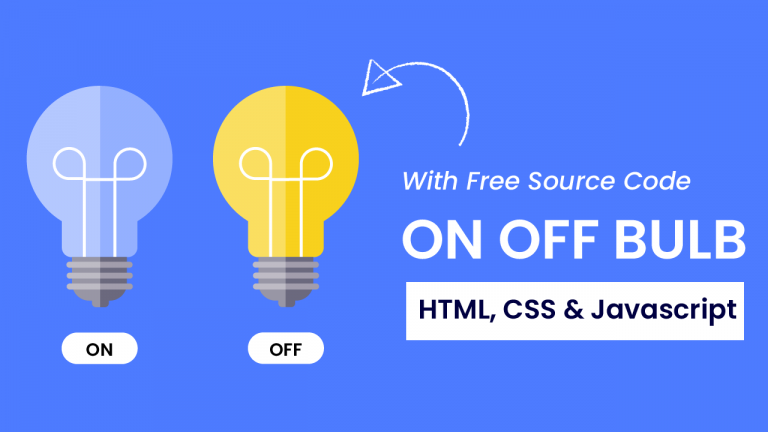 With Free Source Code
ON OFF BULB
HTML, CSS & Javascript
ON
OFF